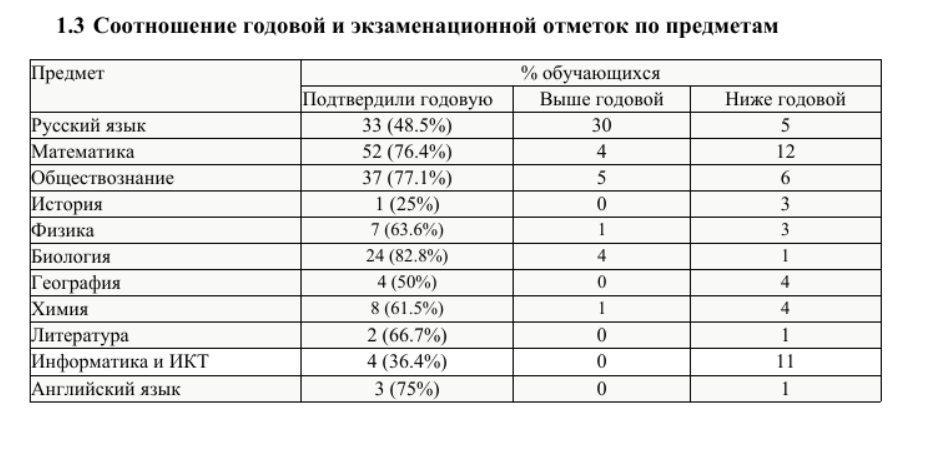 1.3 Соотношение годовой и экзаменационной отметок по предметам
Предмет % обучающихся
Подтвердили годовую Выше годовой Ниже годовой
Русский язык 33 (48.5%) 30 5
Математика 52 (76.4%) 4 12
Обществознание 37 (77.1%) 5 6
История 1 (25%) 0 3
Физика 7 (63.6%) 1 3
Биология 24 (82.8%) 4 1
География 4 (50%) 0 4
Химия 8 (61.5%) 1 4
Литература 2 (66.7%) 0 1
Информатика и ИКТ 4 (36.4%) 0 11
Английский язык 3 (75%) 0 1